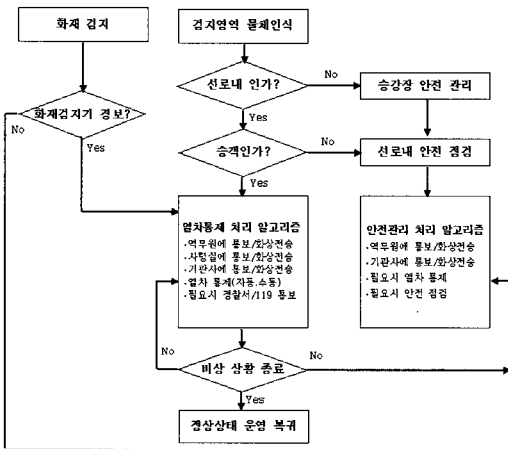 화재 검지
검지영역 물체인식
선로내 인가?
No
승강장 안전 관리
Yes
화재검지기 경보?
No
Yes
승객인가?
No
선로내 안전 점검
Yes
열차통제 처리 알고리즘
·역무원에 통보/화상전송
·사령실에 통보/화상전송
·기관사에 통보/화상전송
·열차 통제(자동.수동)
·필요시 경찰서/119 통보
안전관리 처리 알고리즘
·역무원에 통보/화상전송
·기관사에 통보/화상전송
·필요시 열차 통제
·필요시 안전 점검
No
비상 상황 종료
No
Yes
정상상태 운영 복귀